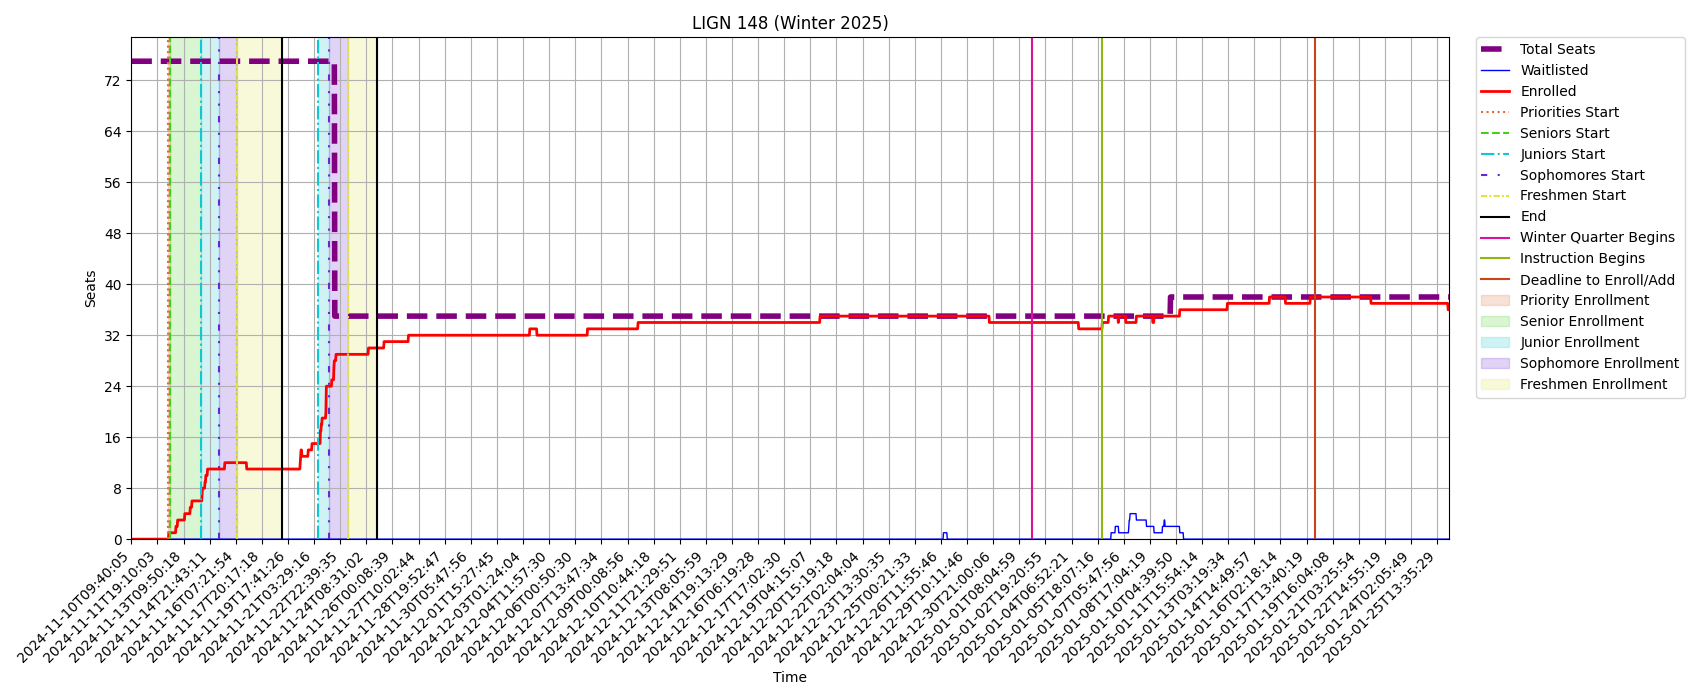 LIGN 148 (Winter 2025)
Seats
72
64
56
48
40
32
24
16
8
0
2024-11-10T09:40:05
2024-11-11T19:10:03
2024-11-13T09:50:18
2024-11-14T21:43:11
2024-11-16T07:21:54
2024-11-17T20:17:18
2024-11-19T17:41:26
2024-11-21T03:29:16
2024-11-22T22:39:35
2024-11-24T08:31:02
2024-11-26T00:08:39
2024-11-27T10:02:44
2024-11-28T19:52:47
2024-11-30T05:47:56
2024-12-01T15:27:45
2024-12-03T01:24:04
2024-12-04T11:57:30
2024-12-06T00:50:30
2024-12-07T13:47:34
2024-12-09T00:08:56
2024-12-10T10:44:18
2024-12-11T21:29:51
2024-12-13T08:05:59
2024-12-14T19:13:29
2024-12-16T06:19:28
2024-12-17T17:02:30
2024-12-19T04:15:07
2024-12-20T15:19:18
2024-12-22T02:04:04
2024-12-23T13:30:35
2024-12-25T00:21:33
2024-12-26T11:55:46
2024-12-29T10:11:46
2024-12-30T21:00:06
2025-01-01T08:04:59
2025-01-02T19:20:55
2025-01-04T06:52:21
2025-01-05T18:07:16
2025-01-07T05:47:56
2025-01-08T17:04:19
2025-01-10T04:39:50
2025-01-11T15:54:14
2025-01-13T03:19:34
2025-01-14T14:49:57
2025-01-16T02:18:14
2025-01-17T13:40:19
2025-01-19T16:04:08
2025-01-21T03:25:54
2025-01-22T14:55:19
2025-01-24T02:05:49
2025-01-25T13:35:29
Time
Total Seats
Waitlisted
Enrolled
Priorities Start
Seniors Start
Juniors Start
Sophomores Start
Freshmen Start
End
Winter Quarter Begins
Instruction Begins
Deadline to Enroll/Add
Priority Enrollment
Senior Enrollment
Junior Enrollment
Sophomore Enrollment
Freshmen Enrollment